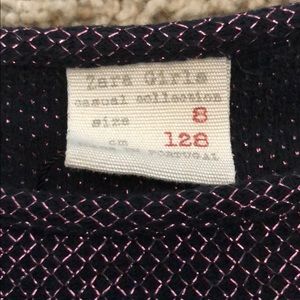 Zara Girls
casual collection
size 8
cm 128
PORTUGAL